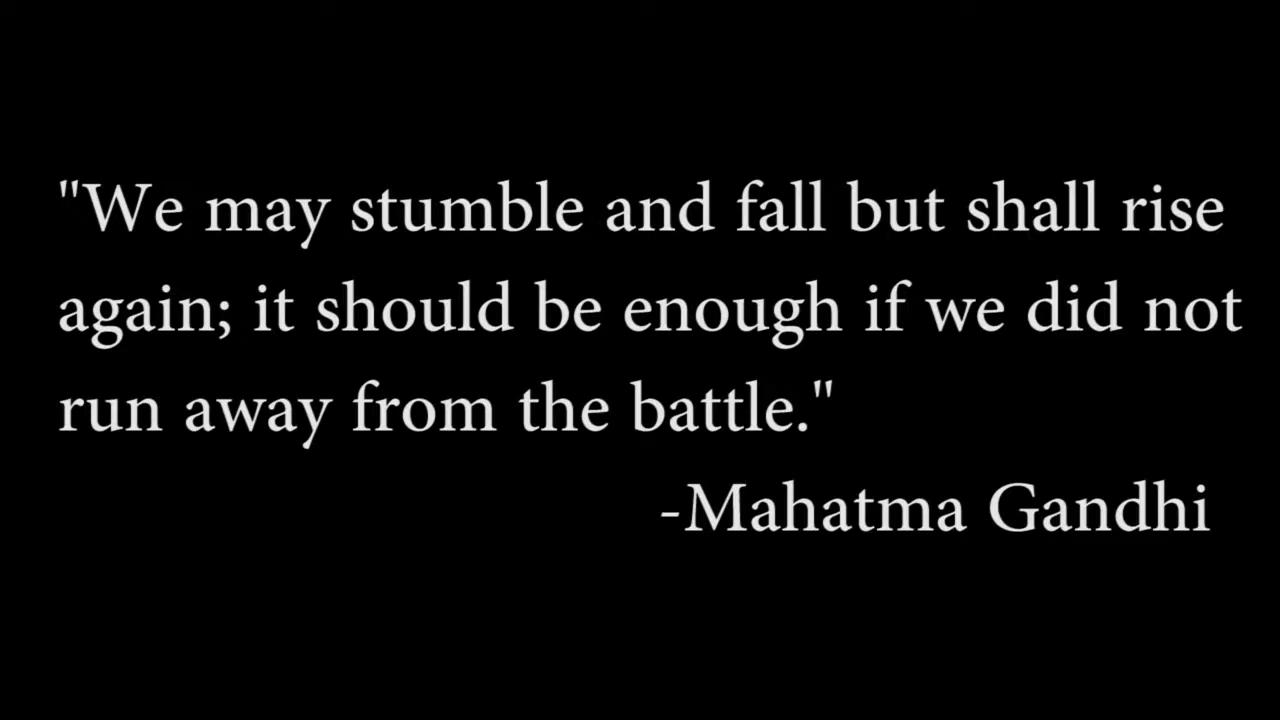 "We may stumble and fall but shall rise
again; it should be enough if we did not
run away from the battle."
-Mahatma Gandhi